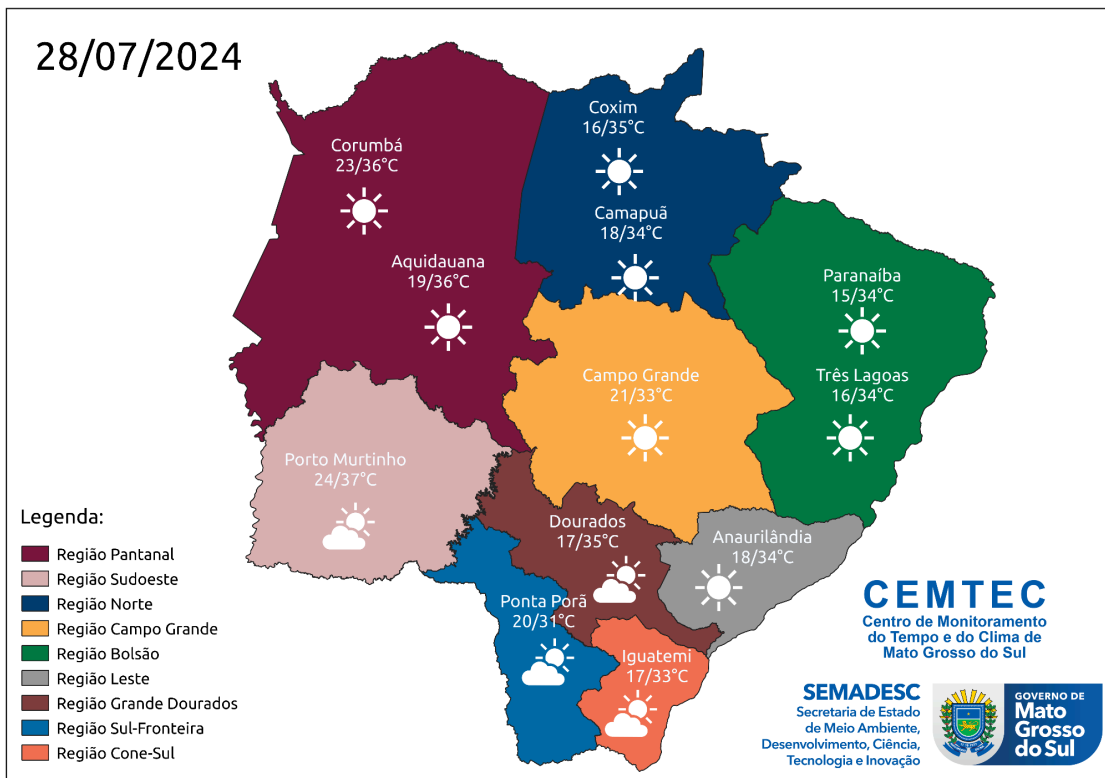 28/07/2024
Coxim
16/35°C
Corumbá
23/36°C
Camapuã
18/34°C
Aquidauana
19/36°C
Paranaíba
15/34°C
Campo Grande
21/33°C
Três Lagoas
16/34°C
Porto Murtinho
24/37°C
Dourados
17/35°C
Anaurilândia
18/34°C
Ponta Porã
20/31°C
Iguatemi
17/33°C
Legenda:
Região Pantanal
Região Sudoeste
Região Norte
Região Campo Grande
Região Bolsão
Região Leste
Região Grande Dourados
Região Sul-Fronteira
Região Cone-Sul
CEMTEC
Centro de Monitoramento
do Tempo e do Clima de
Mato Grosso do Sul
SEMADESC
Secretaria de Estado
de Meio Ambiente,
Desenvolvimento, Ciência,
Tecnologia e Inovação
GOVERNO DE
Mato
Grosso
do Sul